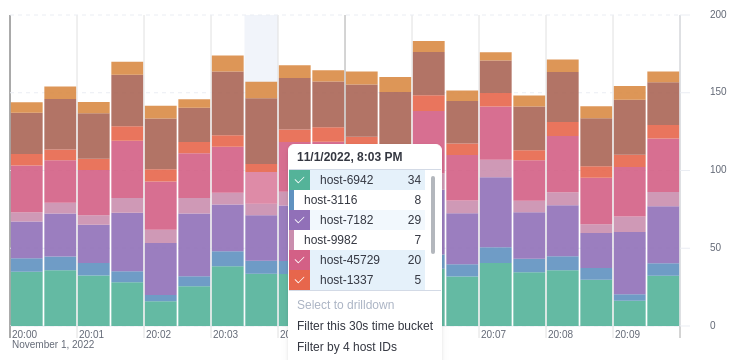 200
150
100
50
0
11/1/2022, 8:03 PM
host-6942 34
host-3116 8
host-7182 29
host-9982 7
host-45729 20
host-1337 5
Select to drilldown
Filter this 30s time bucket
Filter by 4 host IDs
20:00 20:01 20:02 20:03 20:07 20:08 20:09
November 1, 2022